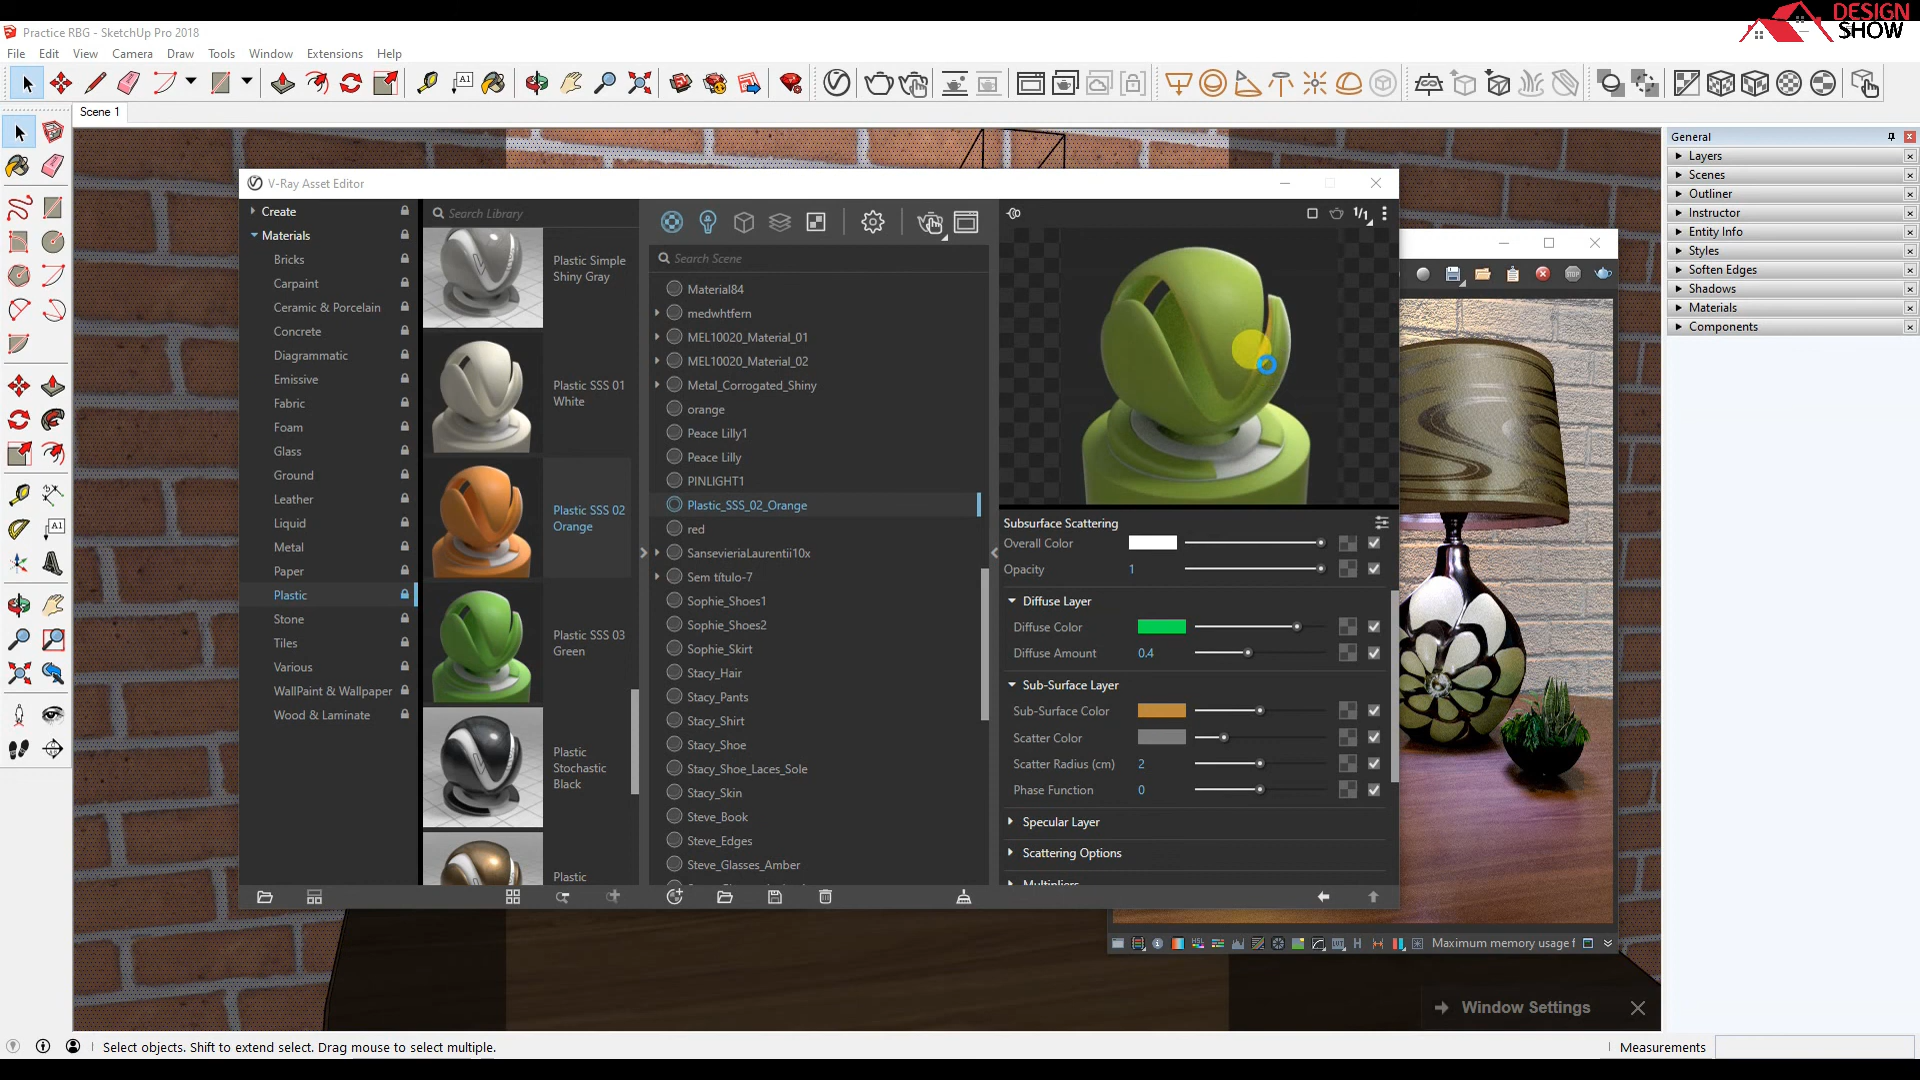 DESIGN
SHOW
Practice RBG - SketchUp Pro 2018
File Edit View Camera Draw Tools Window Extensions Help
Scene 1
General
Layers
Scenes
Outliner
Instructor
Entity Info
Styles
Soften Edges
Shadows
Materials
Components
V-Ray Asset Editor
Create
Materials
Bricks
Carpaint
Ceramic & Porcelain
Concrete
Diagrammatic
Emissive
Fabric
Foam
Glass
Ground
Leather
Liquid
Metal
Paper
Plastic
Stone
Tiles
Various
WallPaint & Wallpaper
Wood & Laminate
Search Library
Plastic Simple
Shiny Gray
Plastic SSS 01
White
Plastic SSS 02
Orange
Plastic SSS 03
Green
Plastic
Stochastic
Black
Plastic
Search Scene
Material84
medwhtfern
MEL10020_Material_01
MEL10020_Material_02
Metal_Corrogated_Shiny
orange
Peace Lilly1
Peace Lilly
PINLIGHT1
Plastic_SSS_02_Orange
red
SansevieriaLaurentii10x
Sem título-7
Sophie_Shoes1
Sophie_Shoes2
Sophie_Skirt
Stacy_Hair
Stacy_Pants
Stacy_Shirt
Stacy_Shoe
Stacy_Shoe_Laces_Sole
Stacy_Skin
Steve_Book
Steve_Edges
Steve_Glasses_Amber
1/1
Subsurface Scattering
Overall Color
Opacity 1
Diffuse Layer
Diffuse Color
Diffuse Amount 0.4
Sub-Surface Layer
Sub-Surface Color
Scatter Color
Scatter Radius (cm) 2
Phase Function 0
Specular Layer
Scattering Options
Multipliers
STOP
HSL
LUT
H
Maximum memory usage f
Window Settings
Select objects. Shift to extend select. Drag mouse to select multiple.
Measurements